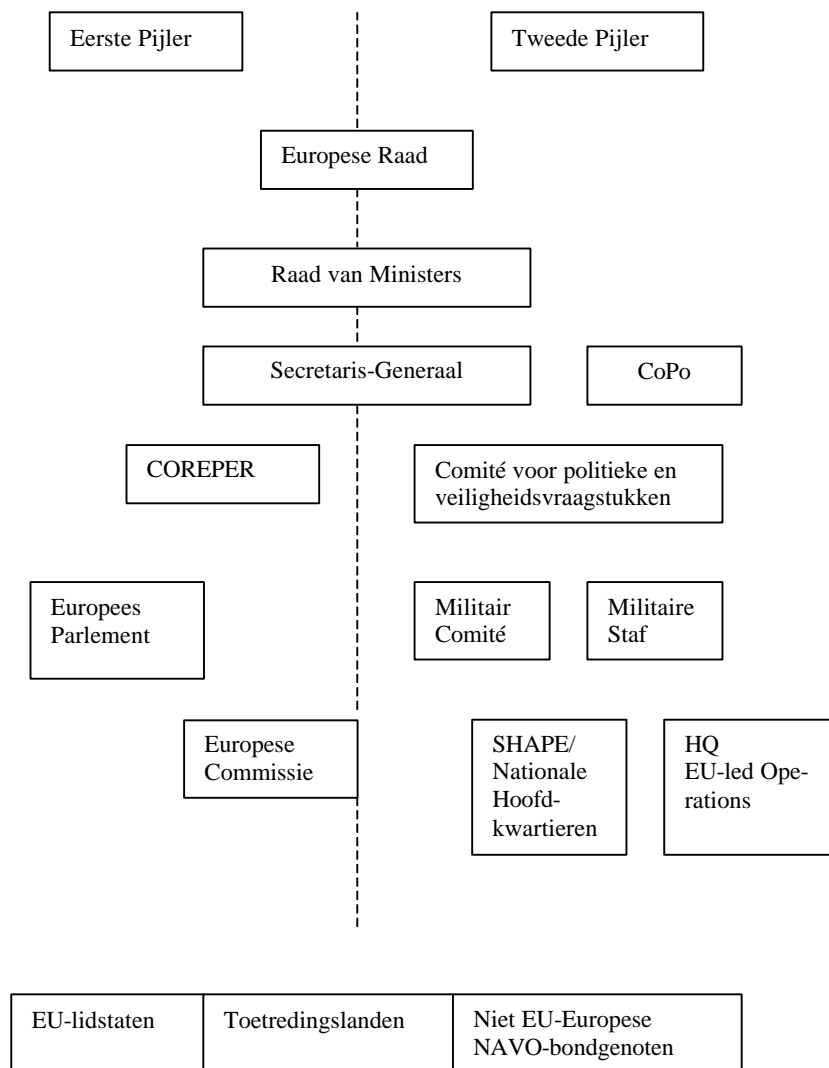 Eerste Pijler
Tweede Pijler
Europese Raad
Raad van Ministers
Secretaris-Generaal
CoPo
COREPER
Comité voor politieke en
veiligheidsvraagstukken
Europees
Parlement
Militair
Comité
Militaire
Staf
Europese
Commissie
SHAPE/
Nationale
Hoofd-
kwartieren
HQ
EU-led Ope-
rations
EU-lidstaten
Toetredingslanden
Niet EU-Europese
NAVO-bondgenoten